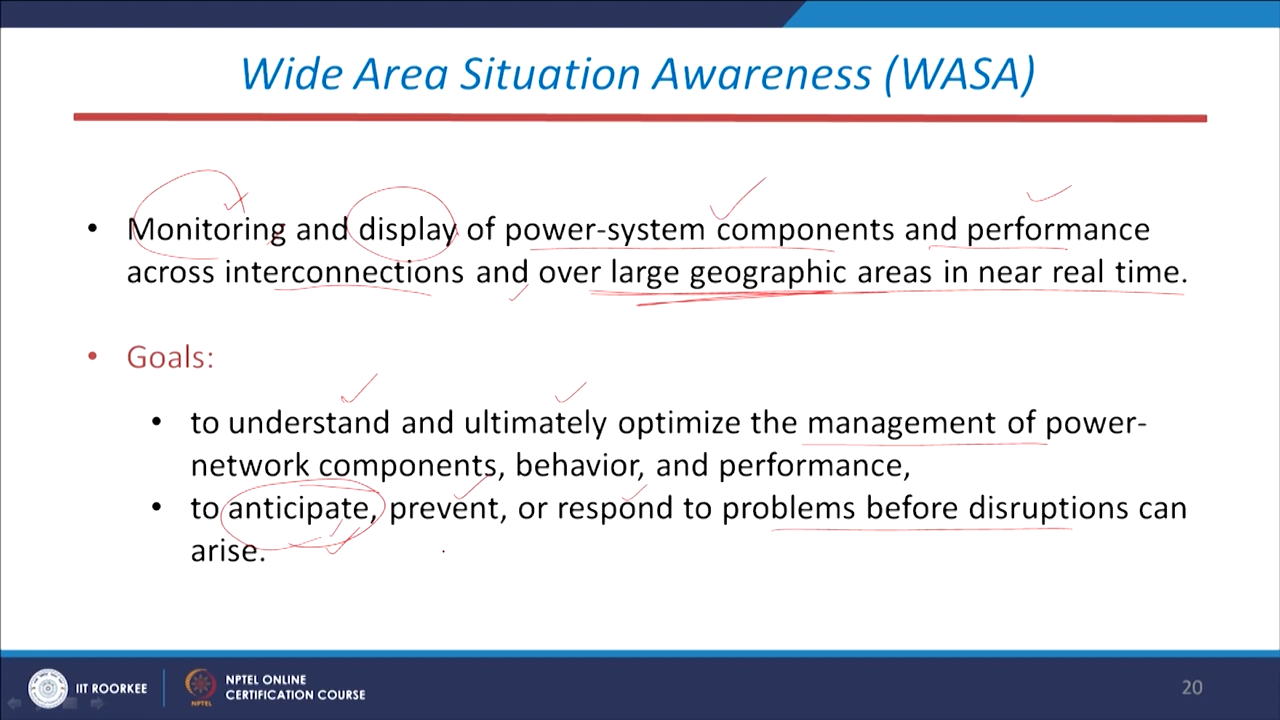 Wide Area Situation Awareness (WASA)
• Monitoring and display of power-system components and performance
across interconnections and over large geographic areas in near real time.
• Goals:
• to understand and ultimately optimize the management of power-
network components, behavior, and performance,
• to anticipate, prevent, or respond to problems before disruptions can
arise.
IIT ROORKEE
NPTEL ONLINE
CERTIFICATION COURSE
NPTEL
20